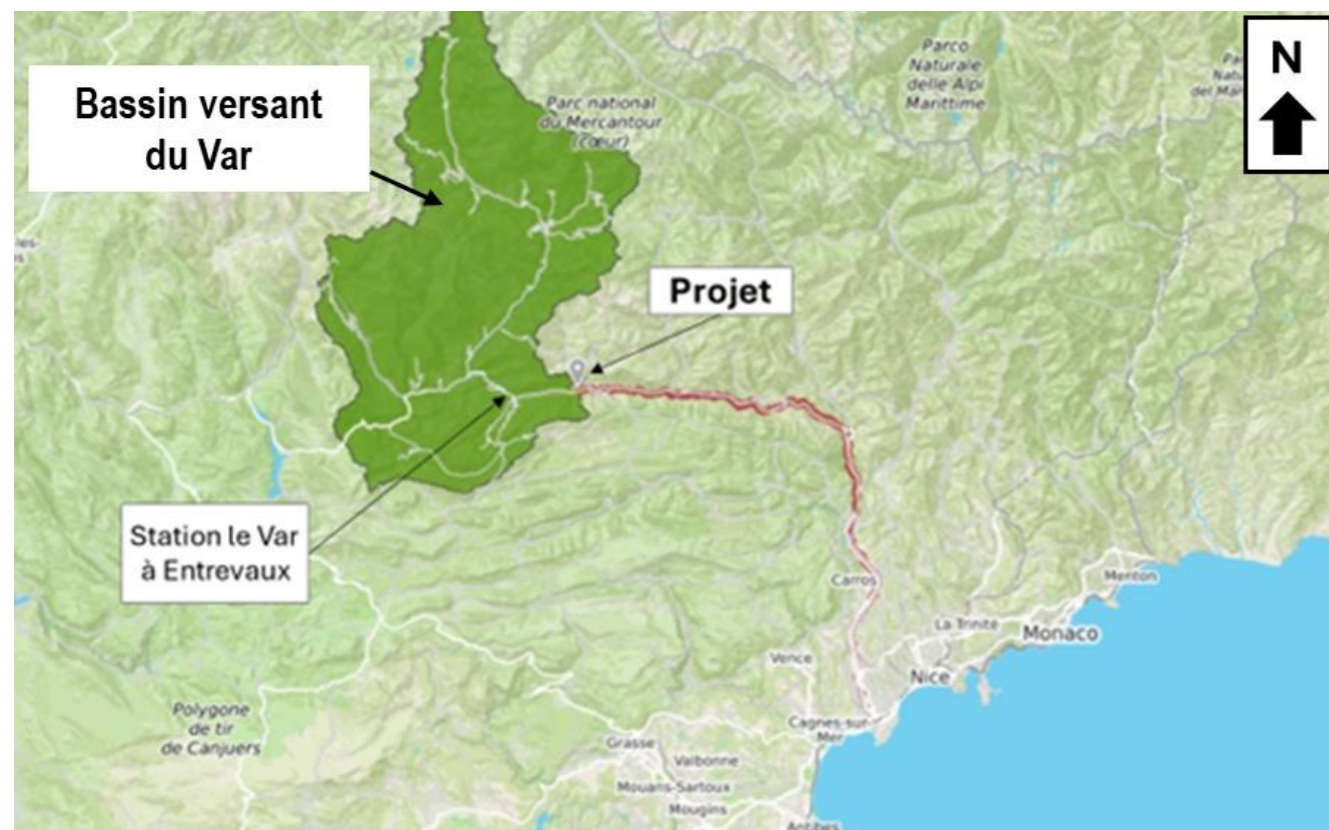 Bassin versant
du Var
Parc national
du Mercantour
(cœur)
Parco
Naturale
delle Alpi
Marittime
N
Projet
Station le Var
à Entrevaux
Carros
Menton
La Trinité
Monaco
Vence
Nice
Polygone
de tir
de Canjuers
Cagnes-sur-
Mer
Grasse
Valbonne
Mouans-Sartoux
Mougins
Antibes